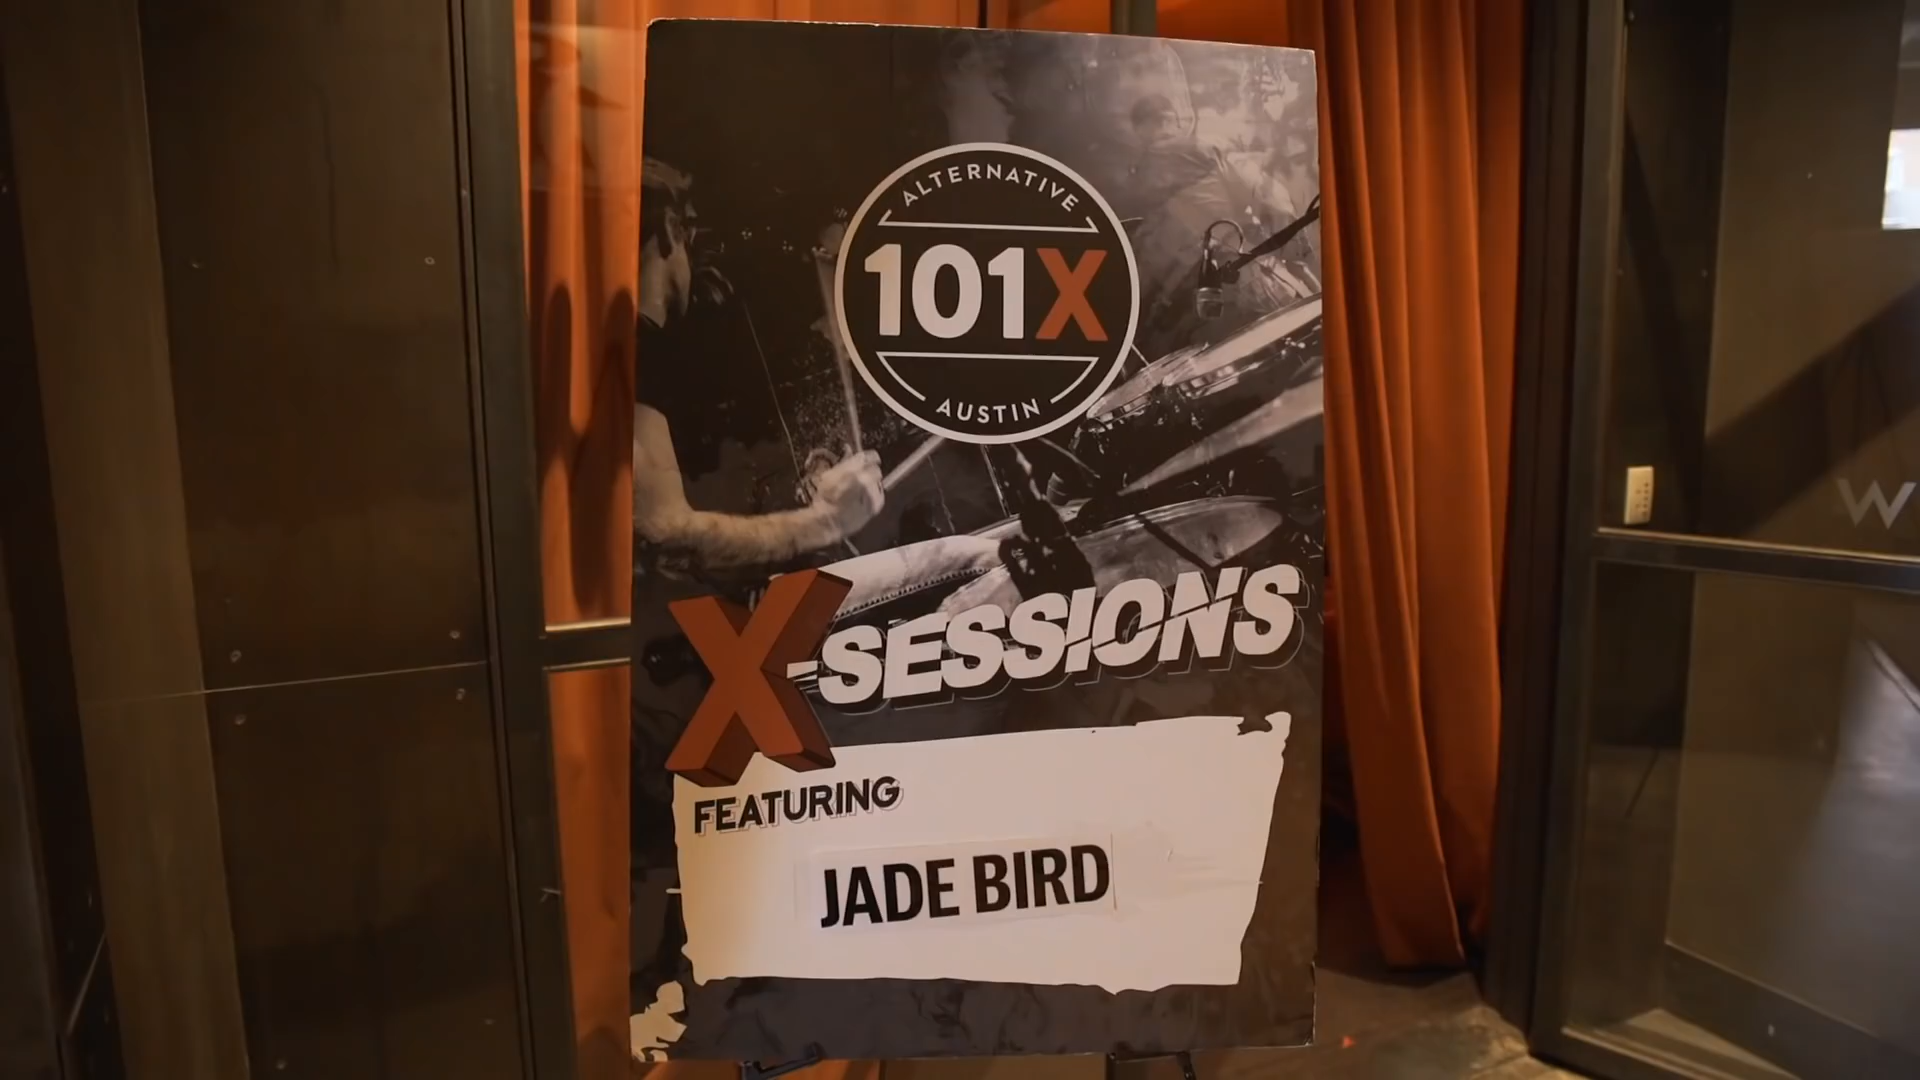 ALTERNATIVE
101X
AUSTIN
X-SESSIONS
FEATURING
JADE BIRD
W